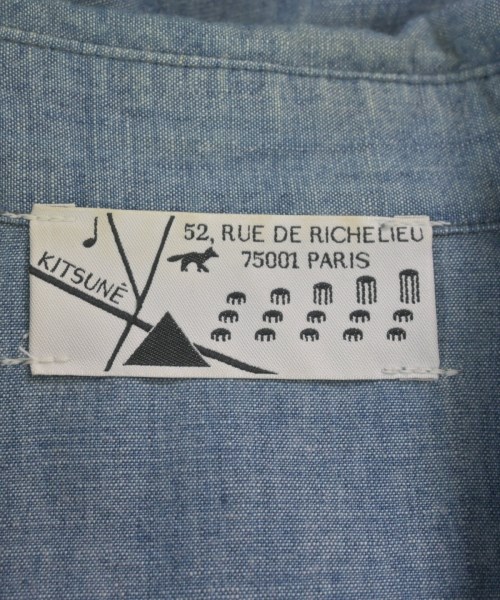 52, RUE DE RICHELIEU
75001 PARIS
KITSUNÉ